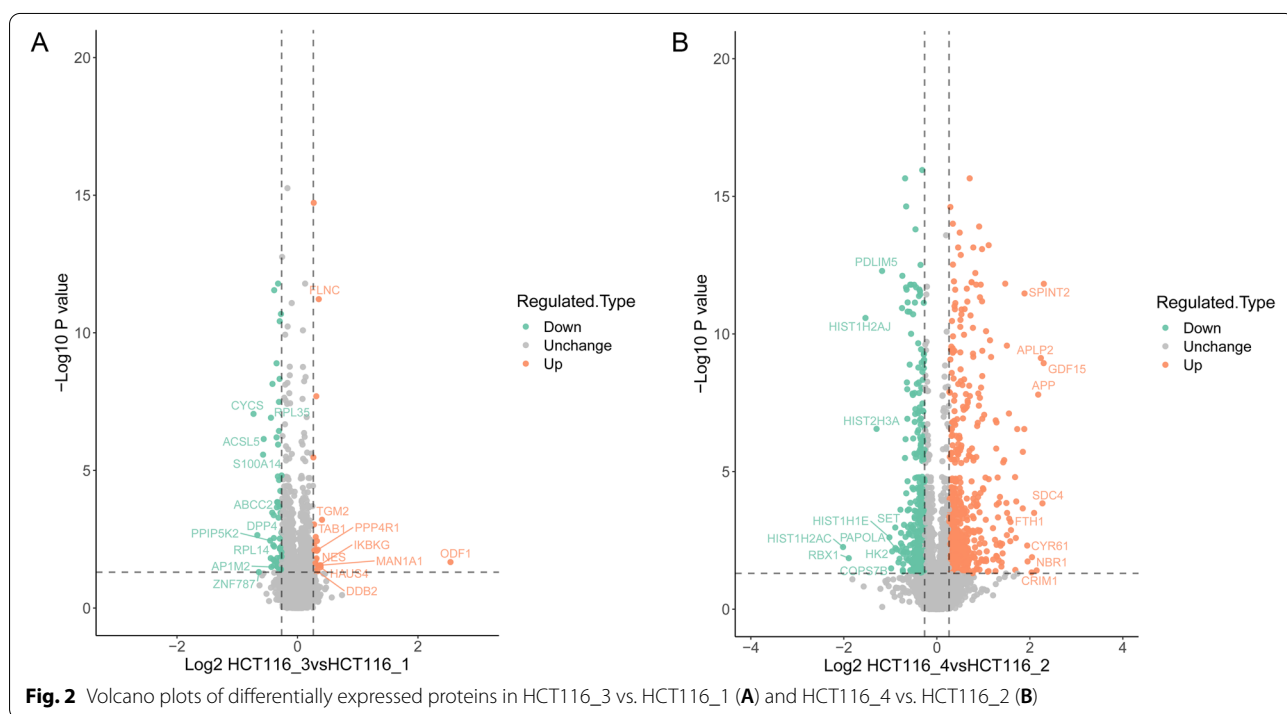 A
B
20
15
10
5
0
−Log10 P value
FLNC
CYCS
RPL35
ACSL5
S100A14
ABCC2
TGM2
DPP4
TAB1
PPP4R1
PPIP5K2
IKBKG
RPL14
NES
MAN1A1
ODF1
AP1M2
HAUS4
ZNF787
DDB2
−2
0
2
Log2 HCT116_3vsHCT116_1
Regulated.Type
Down
Unchange
Up
20
15
10
5
0
−Log10 P value
PDLIM5
SPINT2
HIST1H2AJ
APLP2
GDF15
APP
HIST2H3A
SDC4
SET
HIST1H1E
FTH1
HIST1H2AC
PAPOLA
CYR61
RBX1
HK2
NBR1
COPS7B
CRIM1
−4
−2
0
2
4
Log2 HCT116_4vsHCT116_2
Regulated.Type
Down
Unchange
Up
Fig. 2 Volcano plots of differentially expressed proteins in HCT116_3 vs. HCT116_1 (A) and HCT116_4 vs. HCT116_2 (B)